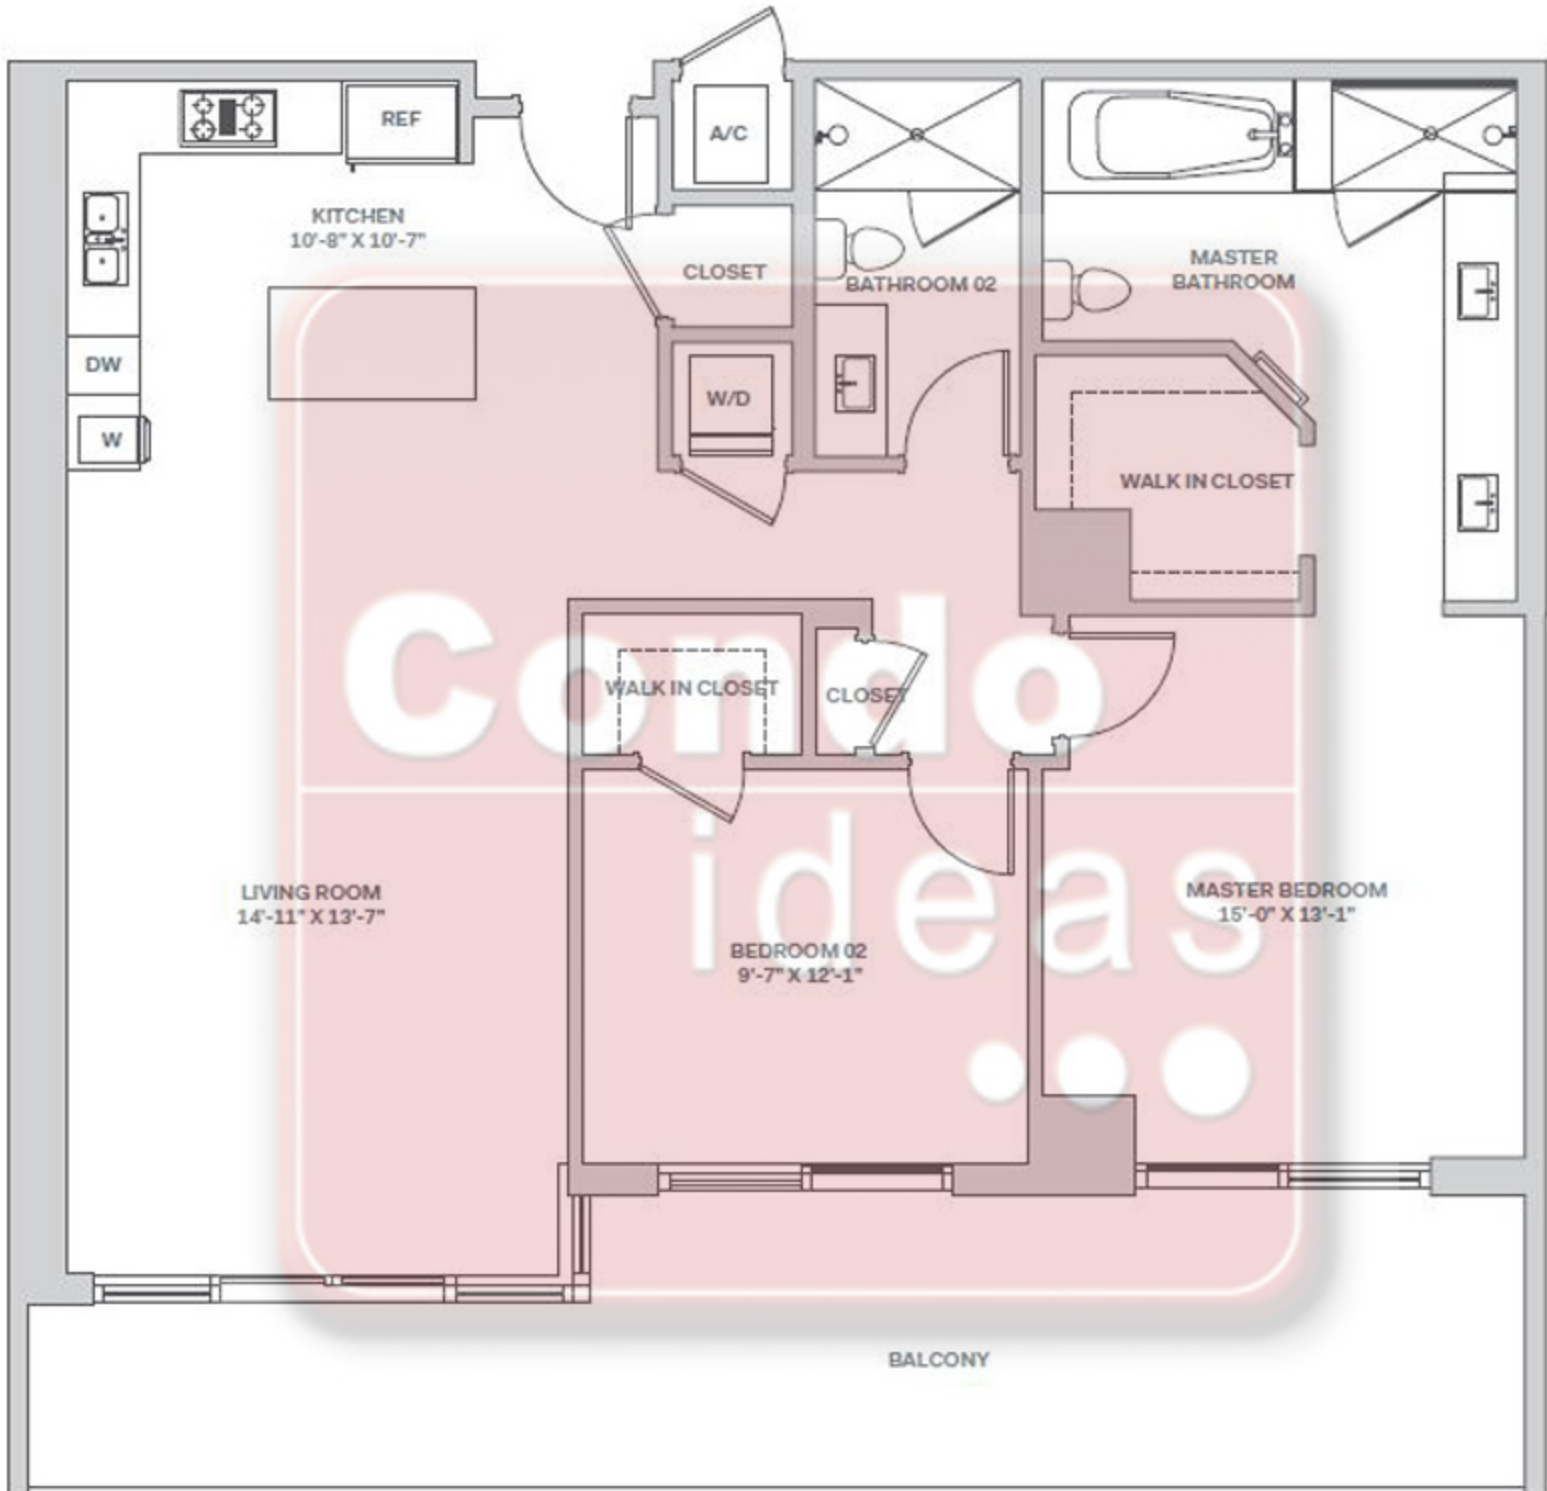 REF
A/C
KITCHEN
10'-8" X 10'-7"
CLOSET
BATHROOM 02
MASTER
BATHROOM
DW
W/D
W
WALK IN CLOSET
Condo
WALK IN CLOSET
CLOSET
ideas
LIVING ROOM
14'-11" X 13'-7"
MASTER BEDROOM
15'-0" X 13'-1"
BEDROOM 02
9'-7" X 12'-1"
BALCONY